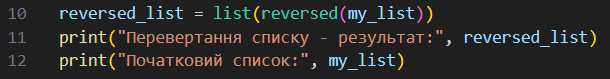 10 reversed_list = list(reversed(my_list))
11 print("Перевертання списку - результат:", reversed_list)
12 print("Початковий список:", my_list)